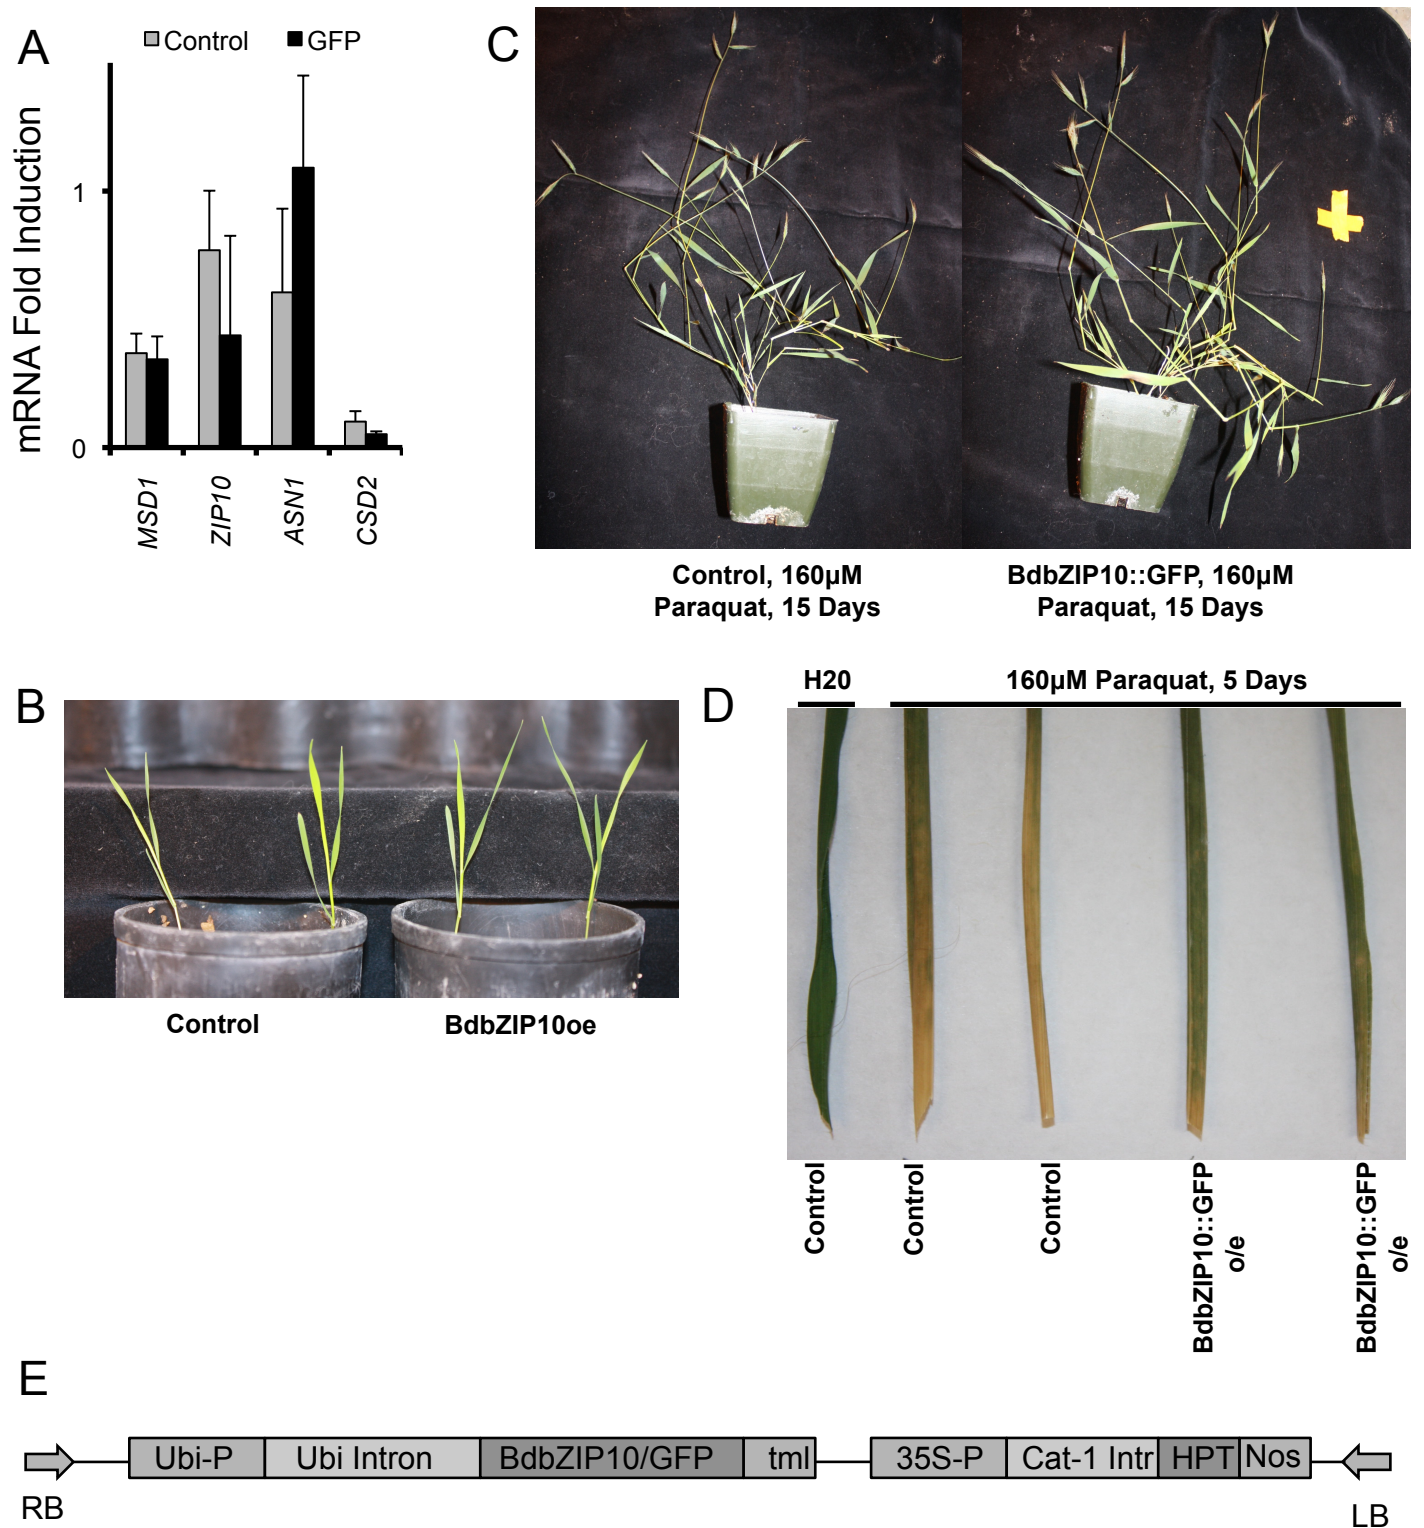 A
Control GFP
mRNA Fold Induction
1
0
MSD1
ZIP10
ASN1
CSD2
C
Control, 160µM
Paraquat, 15 Days
BdbZIP10::GFP, 160µM
Paraquat, 15 Days
B
Control
BdbZIP10oe
D
H20
160µM Paraquat, 5 Days
Control
Control
Control
BdbZIP10::GFP
o/e
BdbZIP10::GFP
o/e
E
Ubi-P Ubi Intron BdbZIP10/GFP tml 35S-P Cat-1 Intr HPT Nos
RB
LB